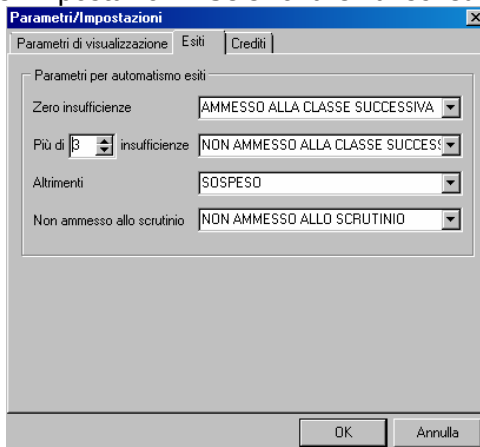 Parametri/Impostazioni
Parametri di visualizzazione Esiti Crediti
Parametri per automatismo esiti
Zero insufficienze AMMESSO ALLA CLASSE SUCCESSIVA
Più di 3 insufficienze NON AMMESSO ALLA CLASSE SUCCES
Altrimenti SOSPESO
Non ammesso allo scrutinio NON AMMESSO ALLO SCRUTINIO
OK Annulla